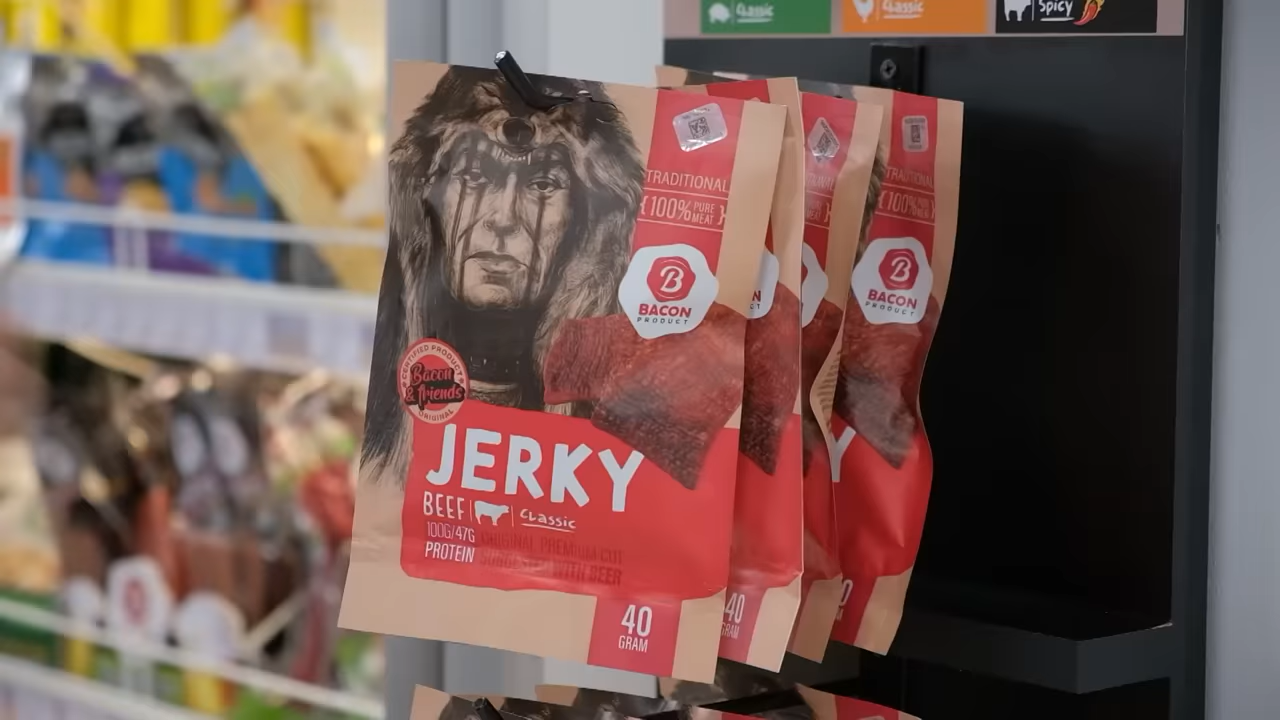 Classic
Classic
Spicy
TRADITIONAL
{100% PURE MEAT}
B
BACON
PRODUCT
CERTIFIED PRODUCT
Bacon
& friends
ORIGINAL
JERKY
BEEF | | Classic
100G/47G
PROTEIN
ORIGINAL PREMIUM CUT
SUGGESTED WITH BEER
40
GRAM
40
GRAM
TRADITIONAL
{100% PURE MEAT}
B
BACON
PRODUCT
Y